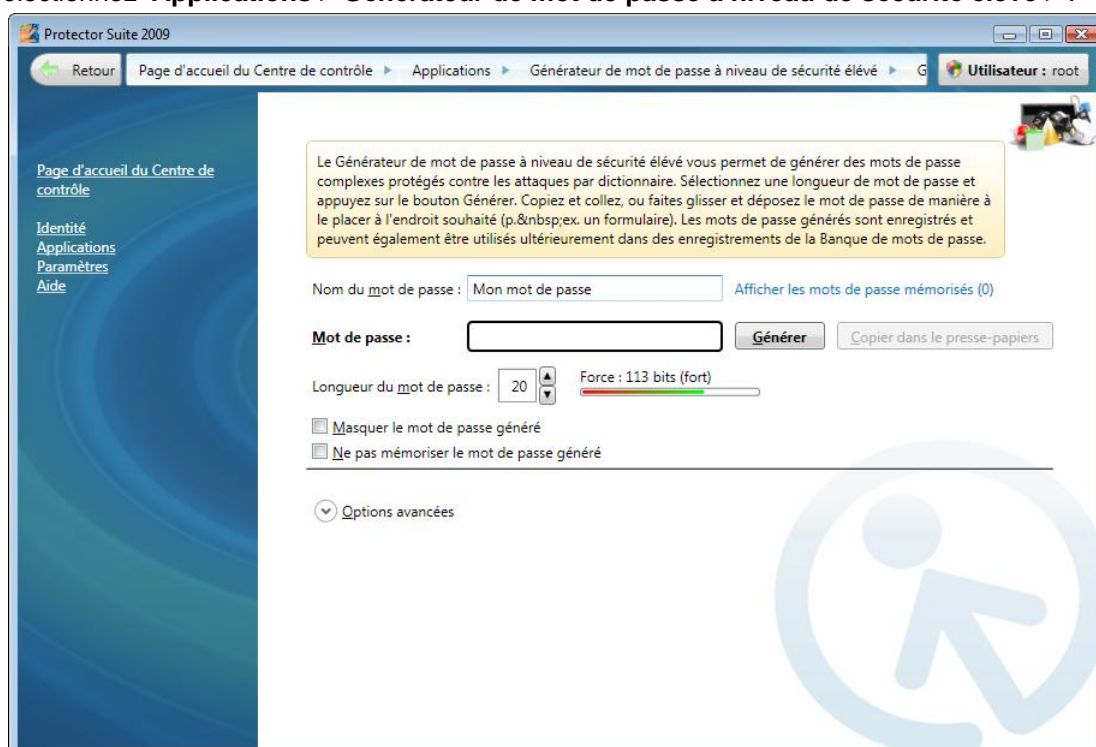 Applications > Générateur de mot de passe à niveau de sécurité élevé >
Protector Suite 2009
Retour Page d'accueil du Centre de contrôle Applications Générateur de mot de passe à niveau de sécurité élevé G Utilisateur : root
Page d'accueil du Centre de
contrôle
Identité
Applications
Paramètres
Aide
Le Générateur de mot de passe à niveau de sécurité élevé vous permet de générer des mots de passe
complexes protégés contre les attaques par dictionnaire. Sélectionnez une longueur de mot de passe et
appuyez sur le bouton Générer. Copiez et collez, ou faites glisser et déposez le mot de passe de manière à
le placer à l'endroit souhaité (p.&nbsp;ex. un formulaire). Les mots de passe générés sont enregistrés et
peuvent également être utilisés ultérieurement dans des enregistrements de la Banque de mots de passe.
Nom du mot de passe : Mon mot de passe Afficher les mots de passe mémorisés (0)
Mot de passe : Générer Copier dans le presse-papiers
Longueur du mot de passe : 20 Force : 113 bits (fort)
Masquer le mot de passe généré
Ne pas mémoriser le mot de passe généré
Options avancées